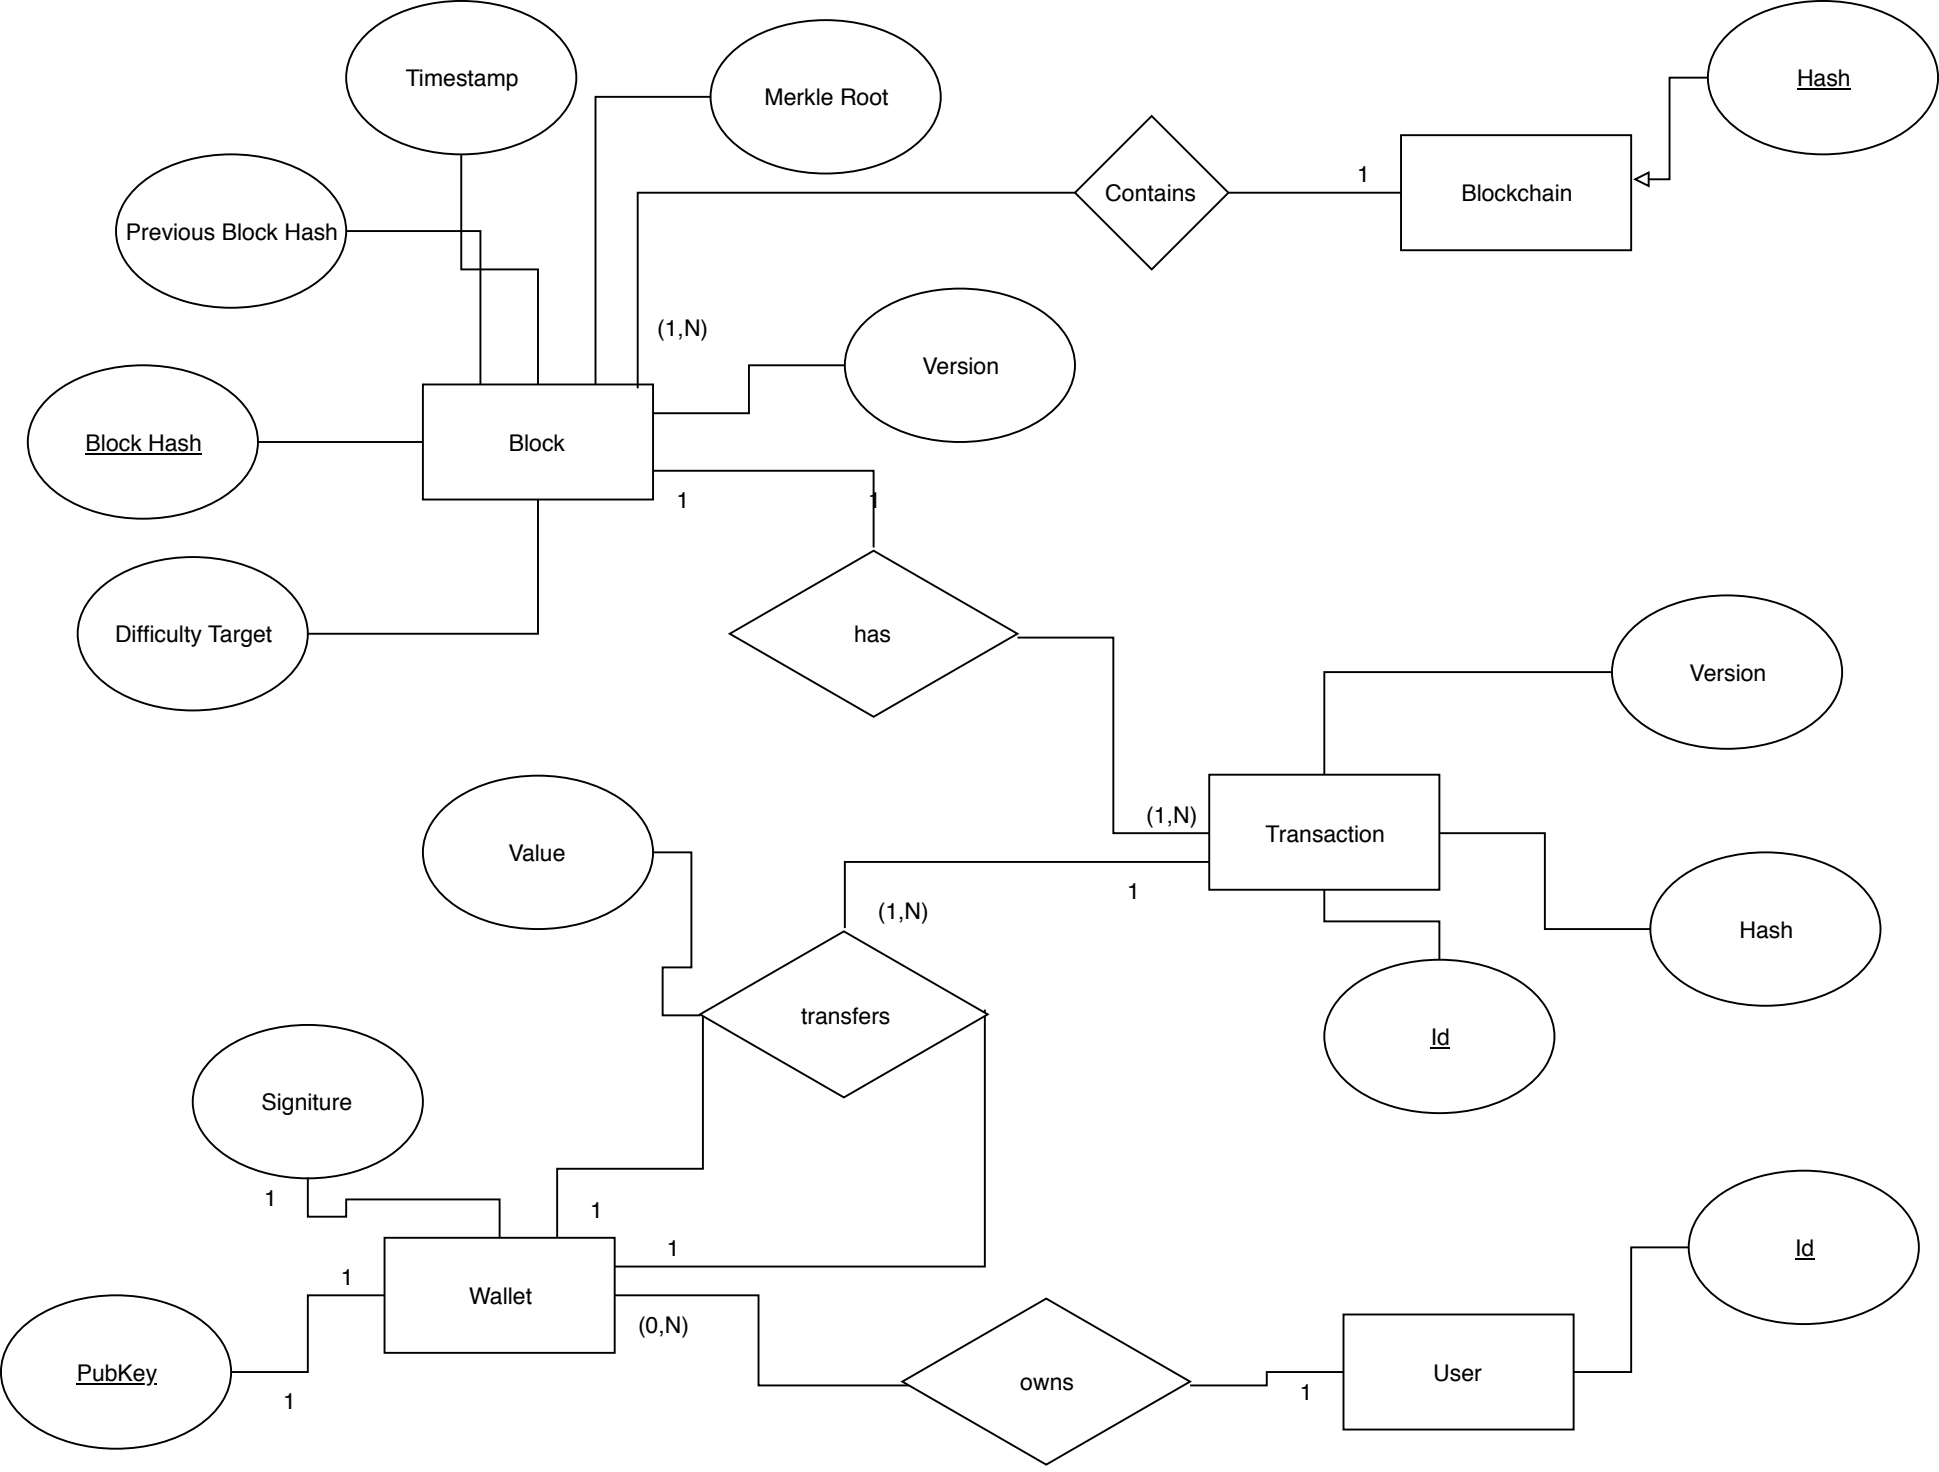 Timestamp
Hash
Merkle Root
1
Blockchain
Contains
Previous Block Hash
(1,N)
Version
Block Hash
Block
1
1
Difficulty Target
has
Version
(1,N)
Transaction
Value
1
(1,N)
Hash
transfers
Id
Signiture
1
1
1
Id
1
Wallet
(0,N)
PubKey
User
owns
1
1